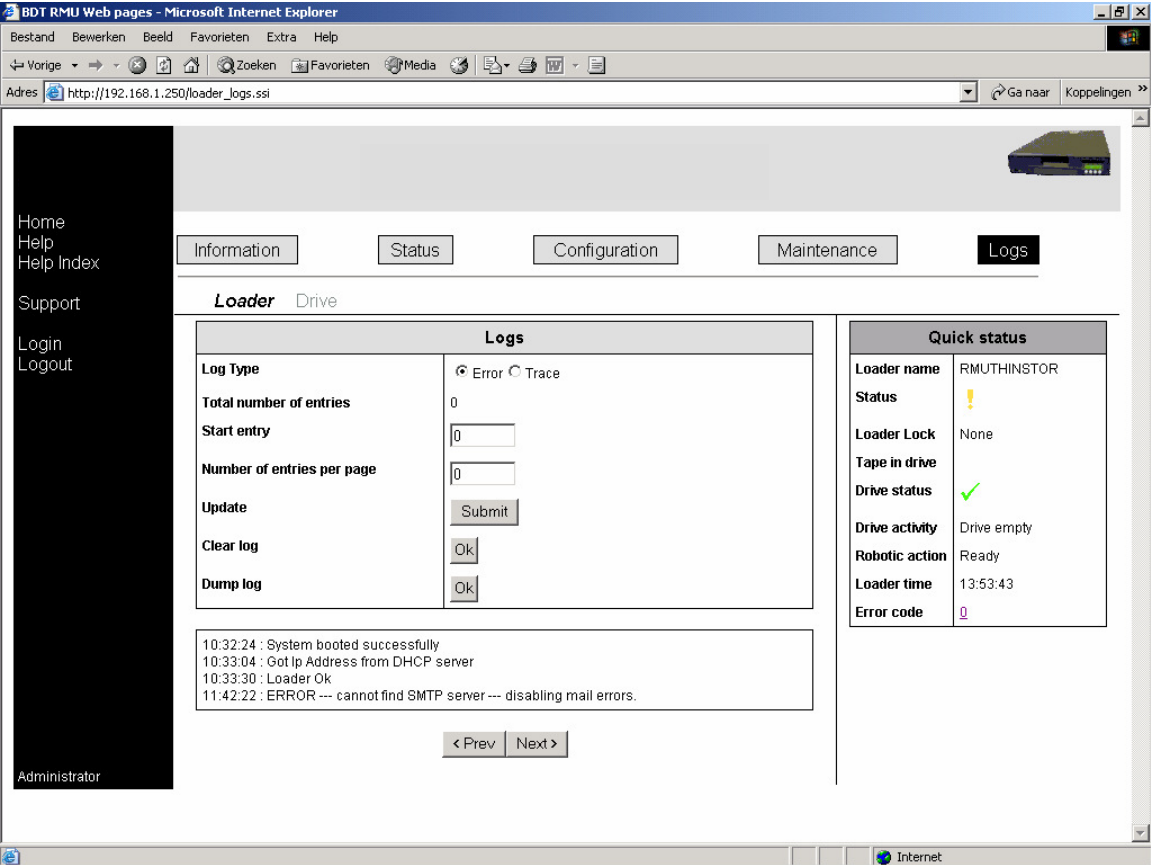 BDT RMU Web pages - Microsoft Internet Explorer
Bestand Bewerken Beeld Favorieten Extra Help
Vorige Zoeken Favorieten Media
Adres http://192.168.1.250/loader_logs.ssi Ga naar Koppelingen »
Home
Help
Help Index
Support
Login
Logout
Administrator
Information Status Configuration Maintenance Logs
Loader Drive
Logs
Log Type Error Trace
Total number of entries 0
Start entry 0
Number of entries per page 0
Update Submit
Clear log Ok
Dump log Ok
10:32:24 : System booted successfully
10:33:04 : Got Ip Address from DHCP server
10:33:30 : Loader Ok
11:42:22 : ERROR --- cannot find SMTP server --- disabling mail errors.
< Prev Next >
Quick status
Loader name RMUTHINSTOR
Status !
Loader Lock None
Tape in drive
Drive status
Drive activity Drive empty
Robotic action Ready
Loader time 13:53:43
Error code 0
Internet